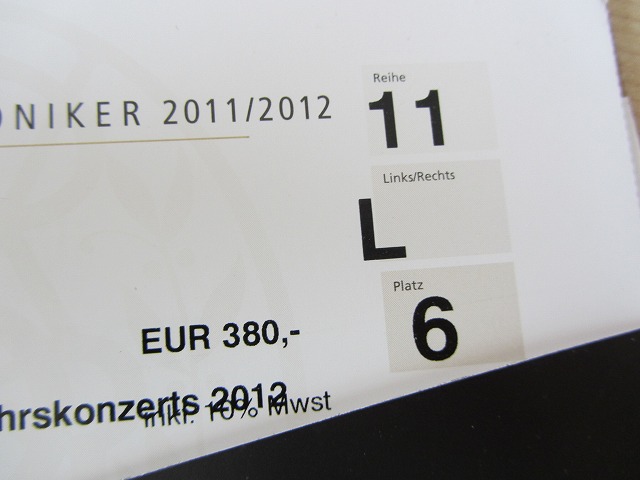 ONIKER 2011/2012
Reihe
11
Links/Rechts
L
Platz
6
EUR 380,-
hrskonzerts 2012
inkl. 10% Mwst